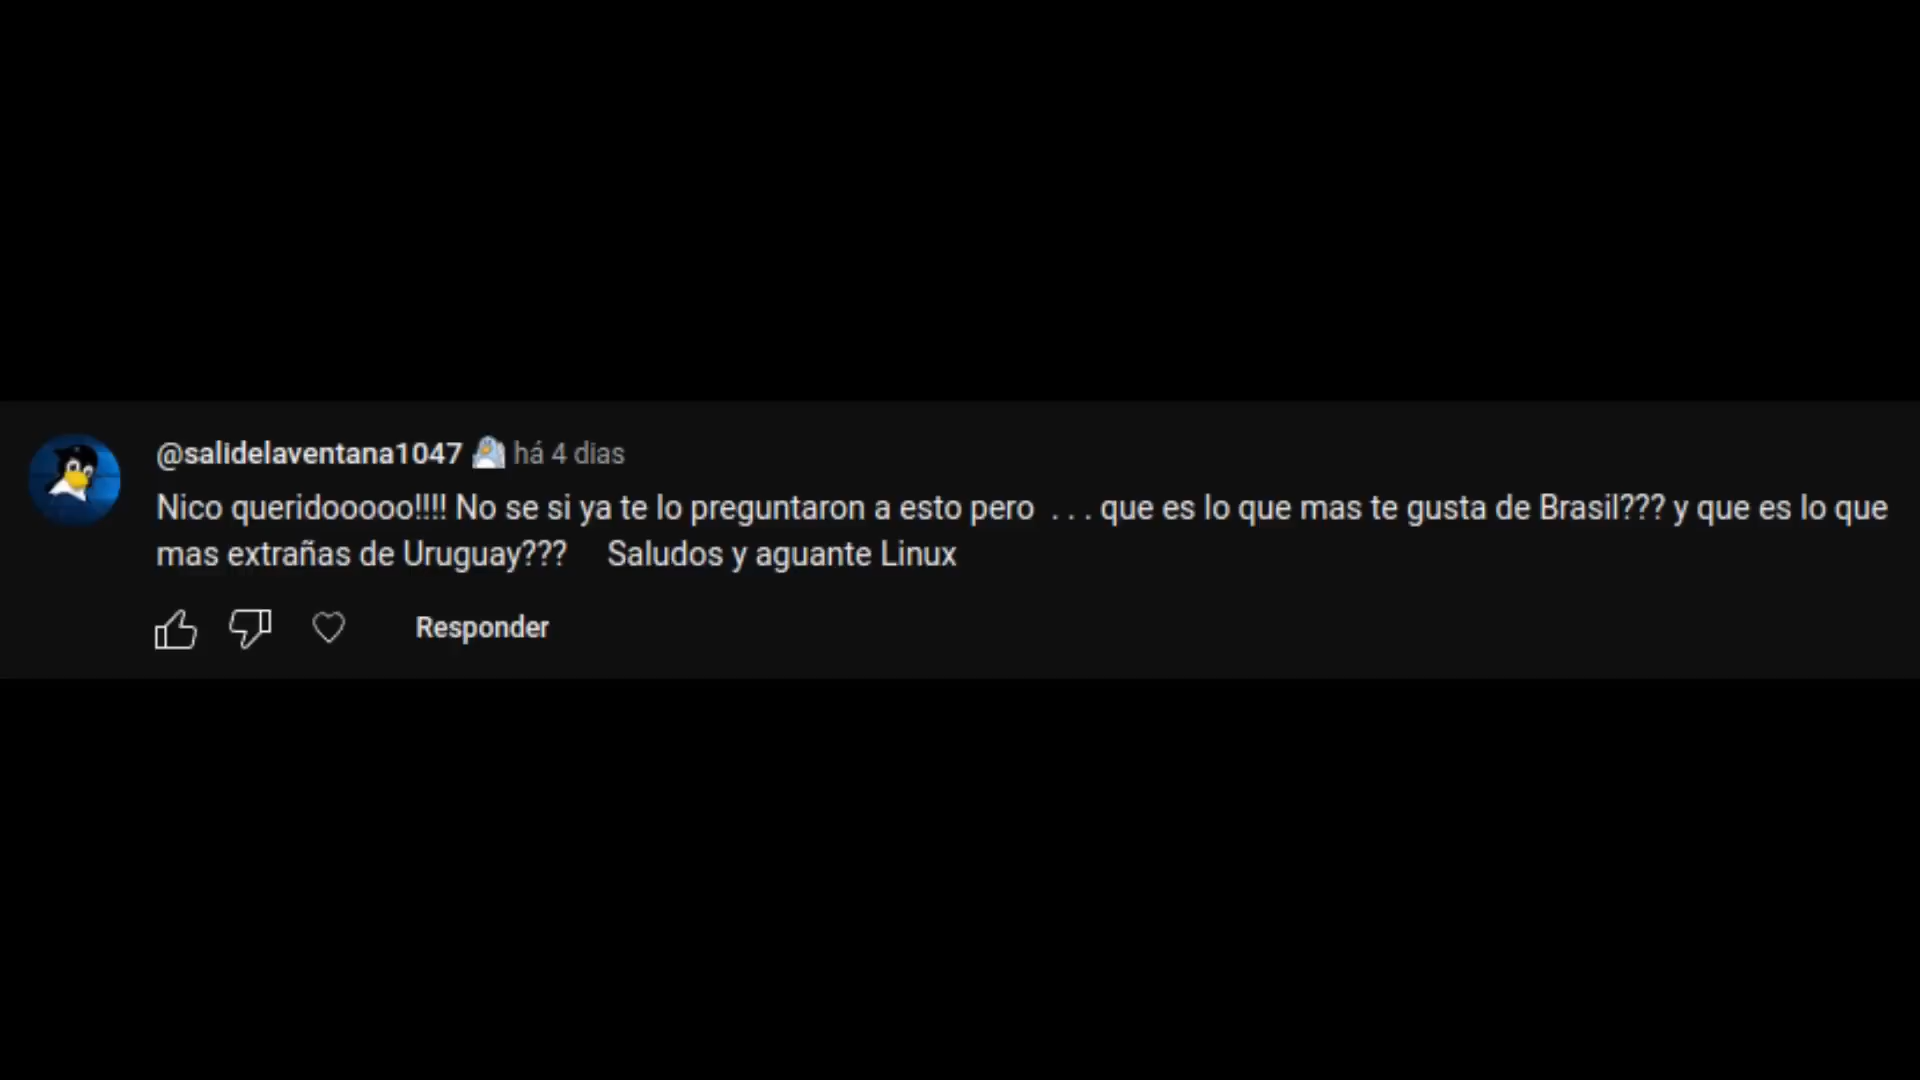 @salidelaventana1047 há 4 dias
Nico queridooooo!!!! No se si ya te lo preguntaron a esto pero  . . . que es lo que mas te gusta de Brasil??? y que es lo que
mas extrañas de Uruguay???    Saludos y aguante Linux
Responder